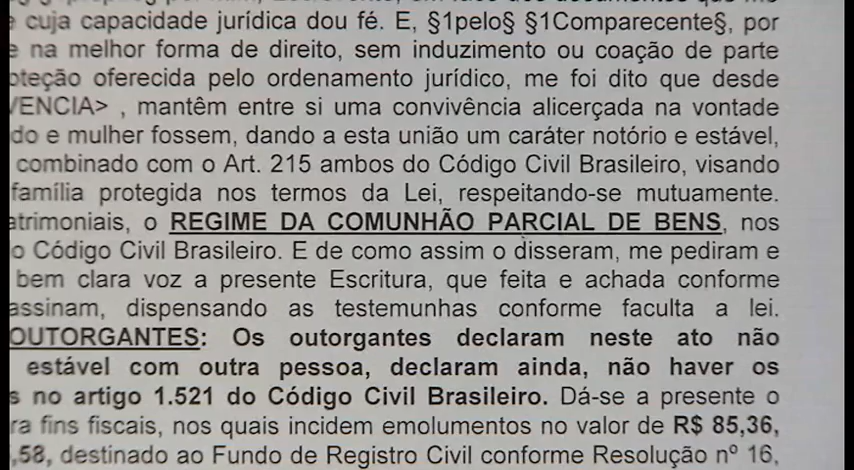 cuja capacidade jurídica dou fé. E, §1pelo§ §1Comparecente§, por
e na melhor forma de direito, sem induzimento ou coação de parte
oteção oferecida pelo ordenamento jurídico, me foi dito que desde
VENCIA> , mantêm entre si uma convivência alicerçada na vontade
do e mulher fossem, dando a esta união um caráter notório e estável,
combinado com o Art. 215 ambos do Código Civil Brasileiro, visando
família protegida nos termos da Lei, respeitando-se mutuamente.
atrimoniais, o REGIME DA COMUNHÃO PARCIAL DE BENS, nos
o Código Civil Brasileiro. E de como assim o disseram, me pediram e
bem clara voz a presente Escritura, que feita e achada conforme
assinam, dispensando as testemunhas conforme faculta a lei.
OUTORGANTES: Os outorgantes declaram neste ato não
estável com outra pessoa, declaram ainda, não haver os
s no artigo 1.521 do Código Civil Brasileiro. Dá-se a presente o
ra fins fiscais, nos quais incidem emolumentos no valor de R$ 85,36,
,58, destinado ao Fundo de Registro Civil conforme Resolução nº 16,